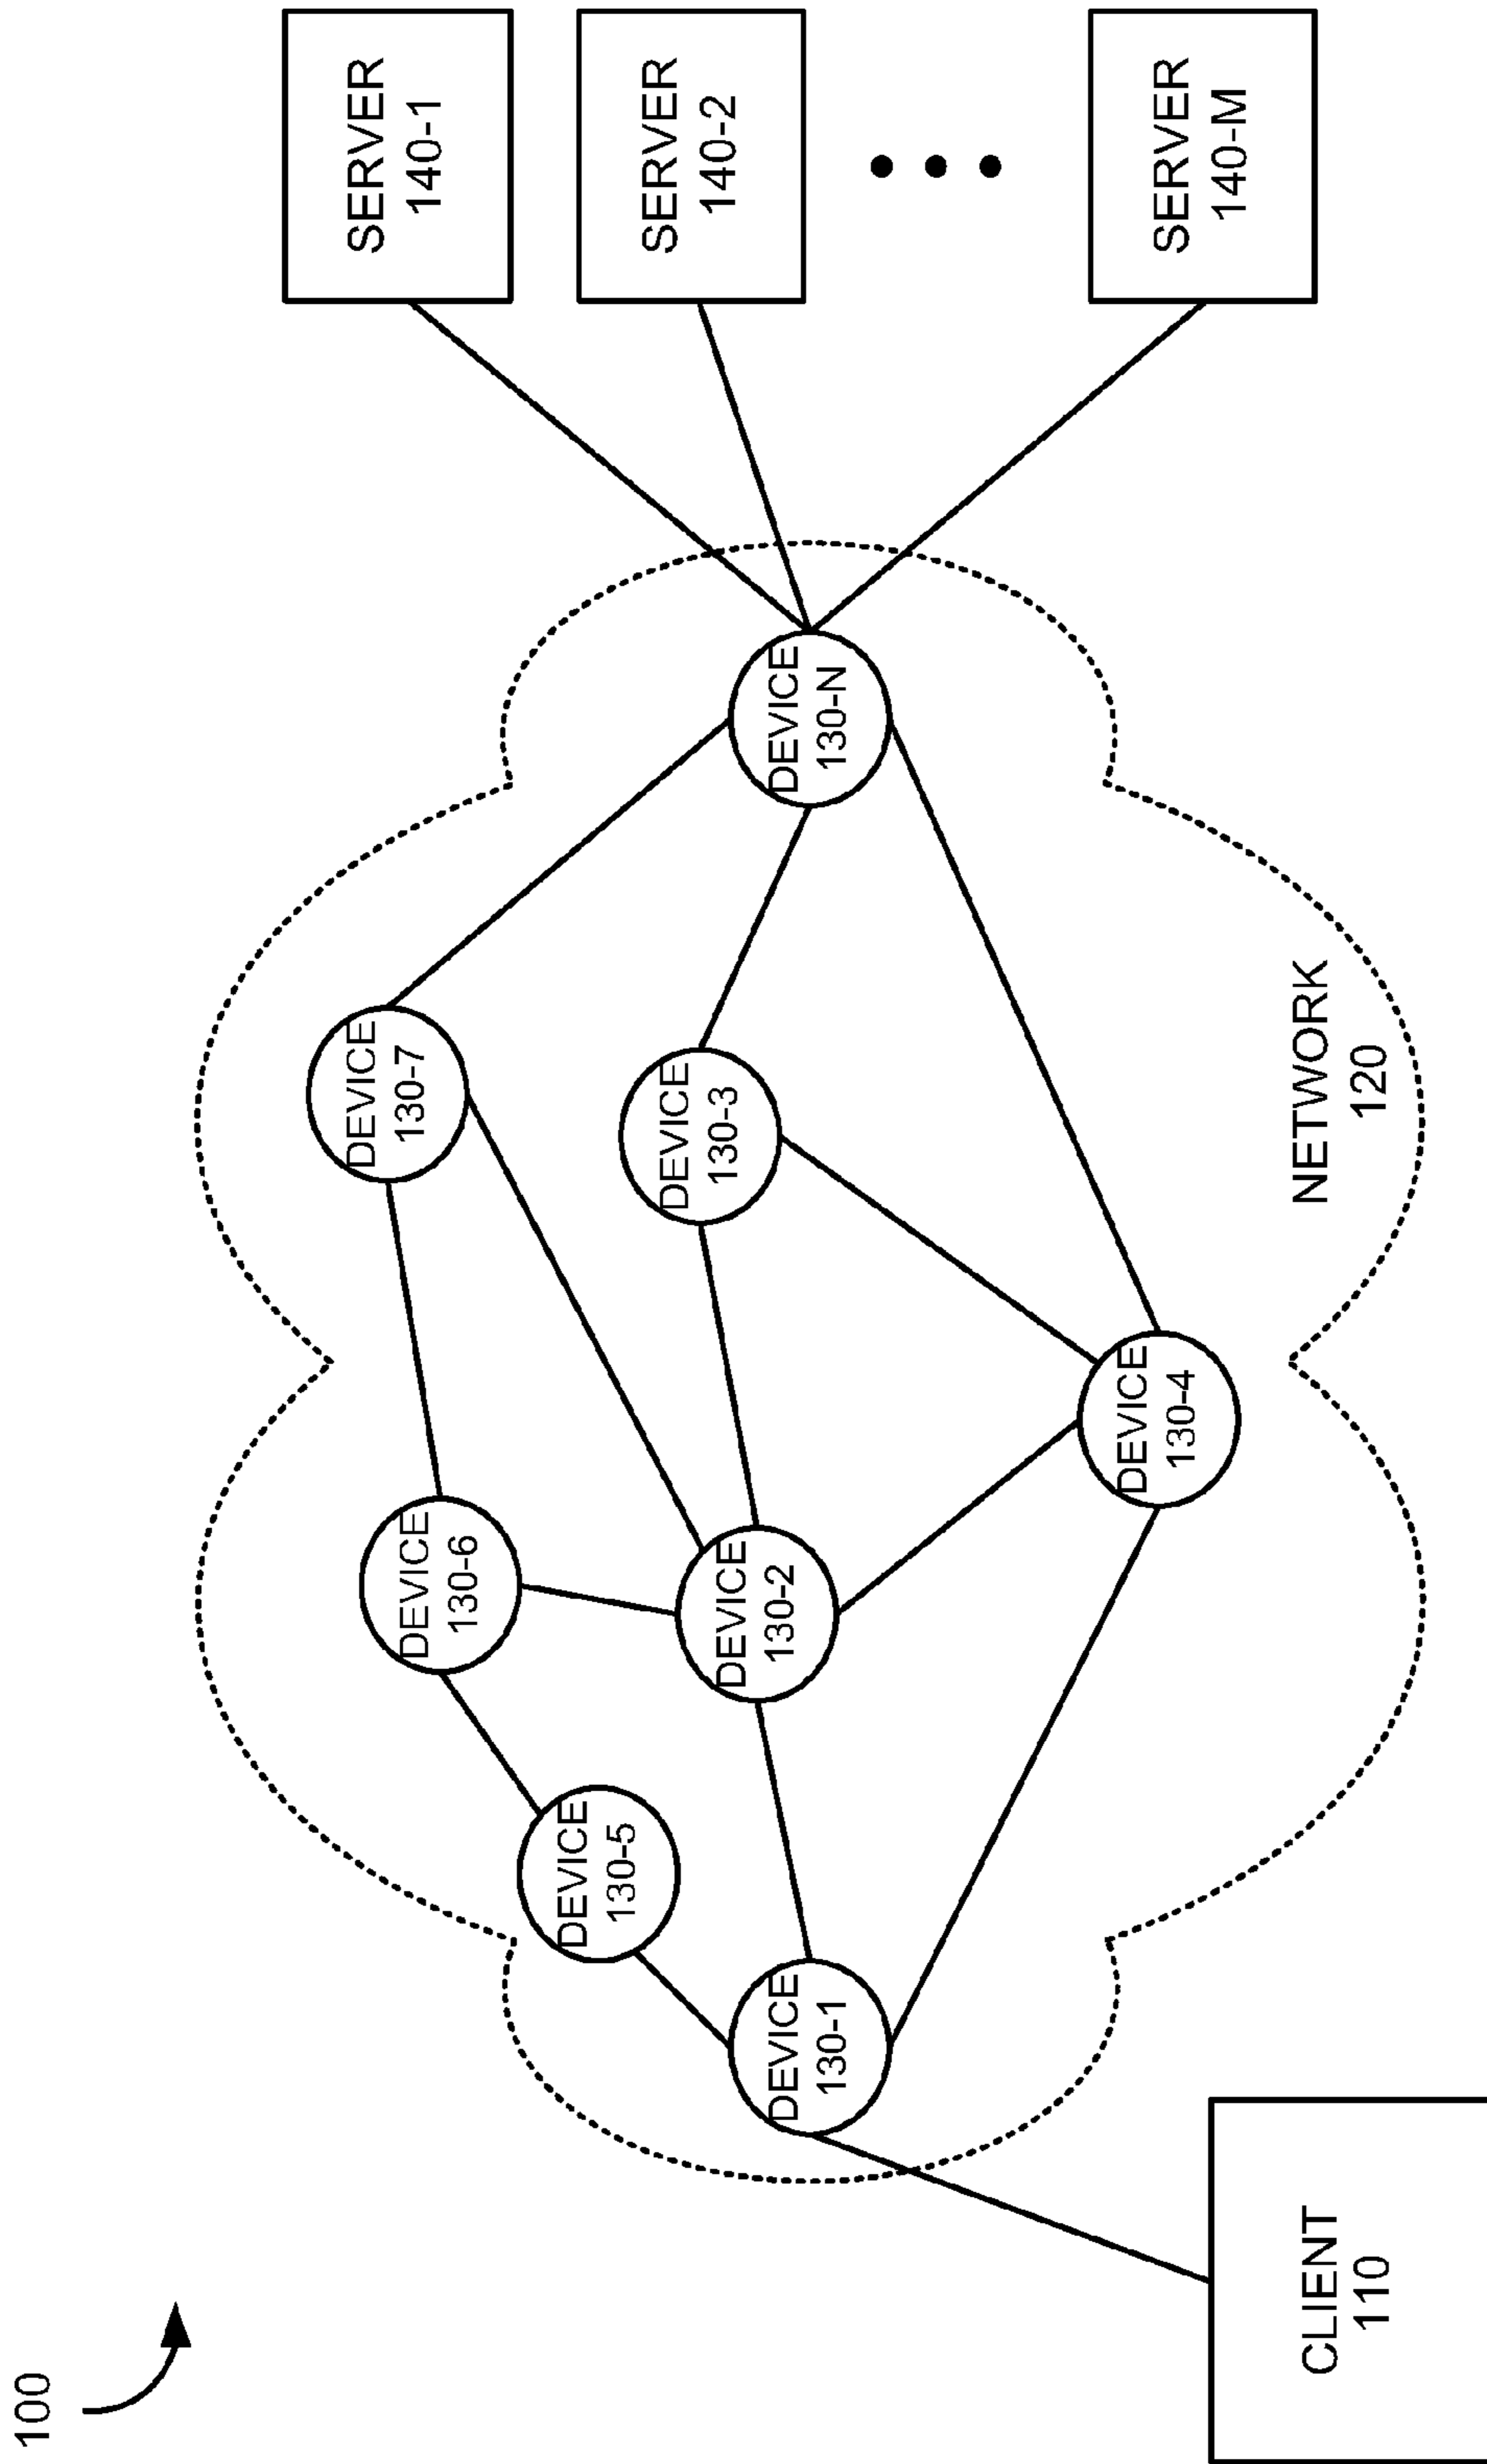 100
CLIENT
110
DEVICE
130-1
DEVICE
130-5
DEVICE
130-6
DEVICE
130-2
DEVICE
130-4
DEVICE
130-7
DEVICE
130-3
DEVICE
130-N
NETWORK
120
SERVER
140-1
SERVER
140-2
SERVER
140-M